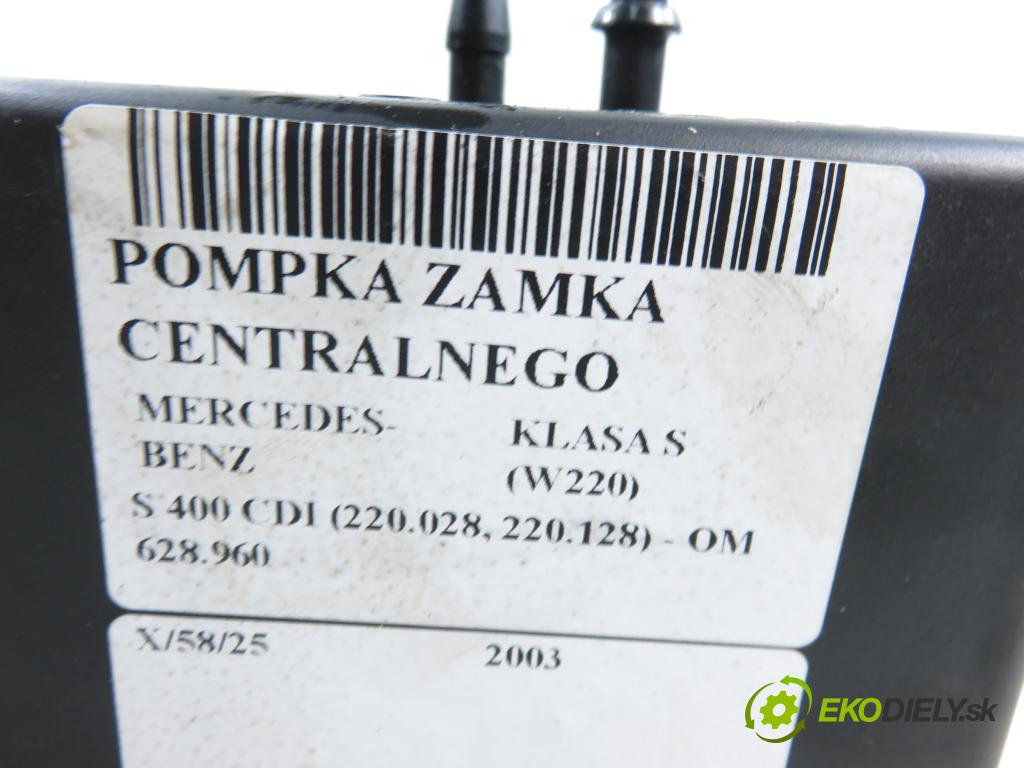 POMPKA ZAMKA
CENTRALNEGO
MERCEDES-
BENZ
KLASA S
(W220)
S 400 CDI (220.028, 220.128) - OM
628.960
X/58/25 2003
EKODIELY.sk